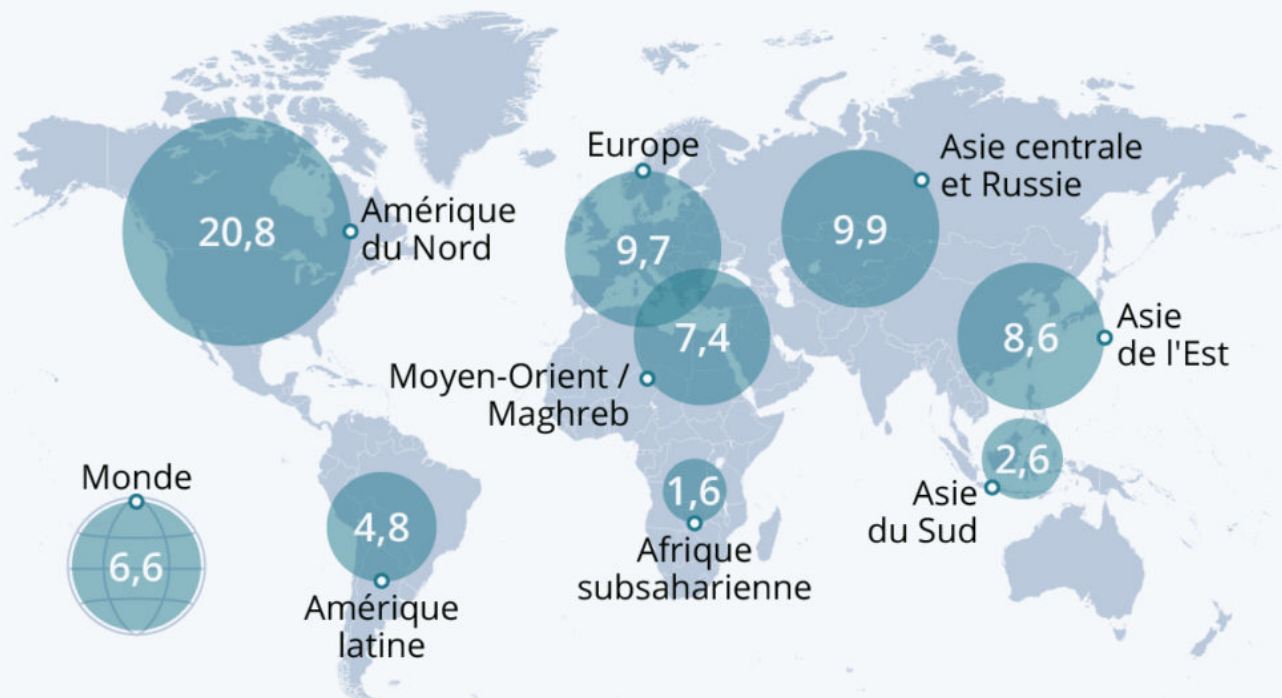 20,8
Amérique
du Nord
Europe
9,7
Asie centrale
et Russie
9,9
7,4
Moyen-Orient /
Maghreb
8,6
Asie
de l'Est
2,6
Asie
du Sud
1,6
Afrique
subsaharienne
Monde
6,6
4,8
Amérique
latine